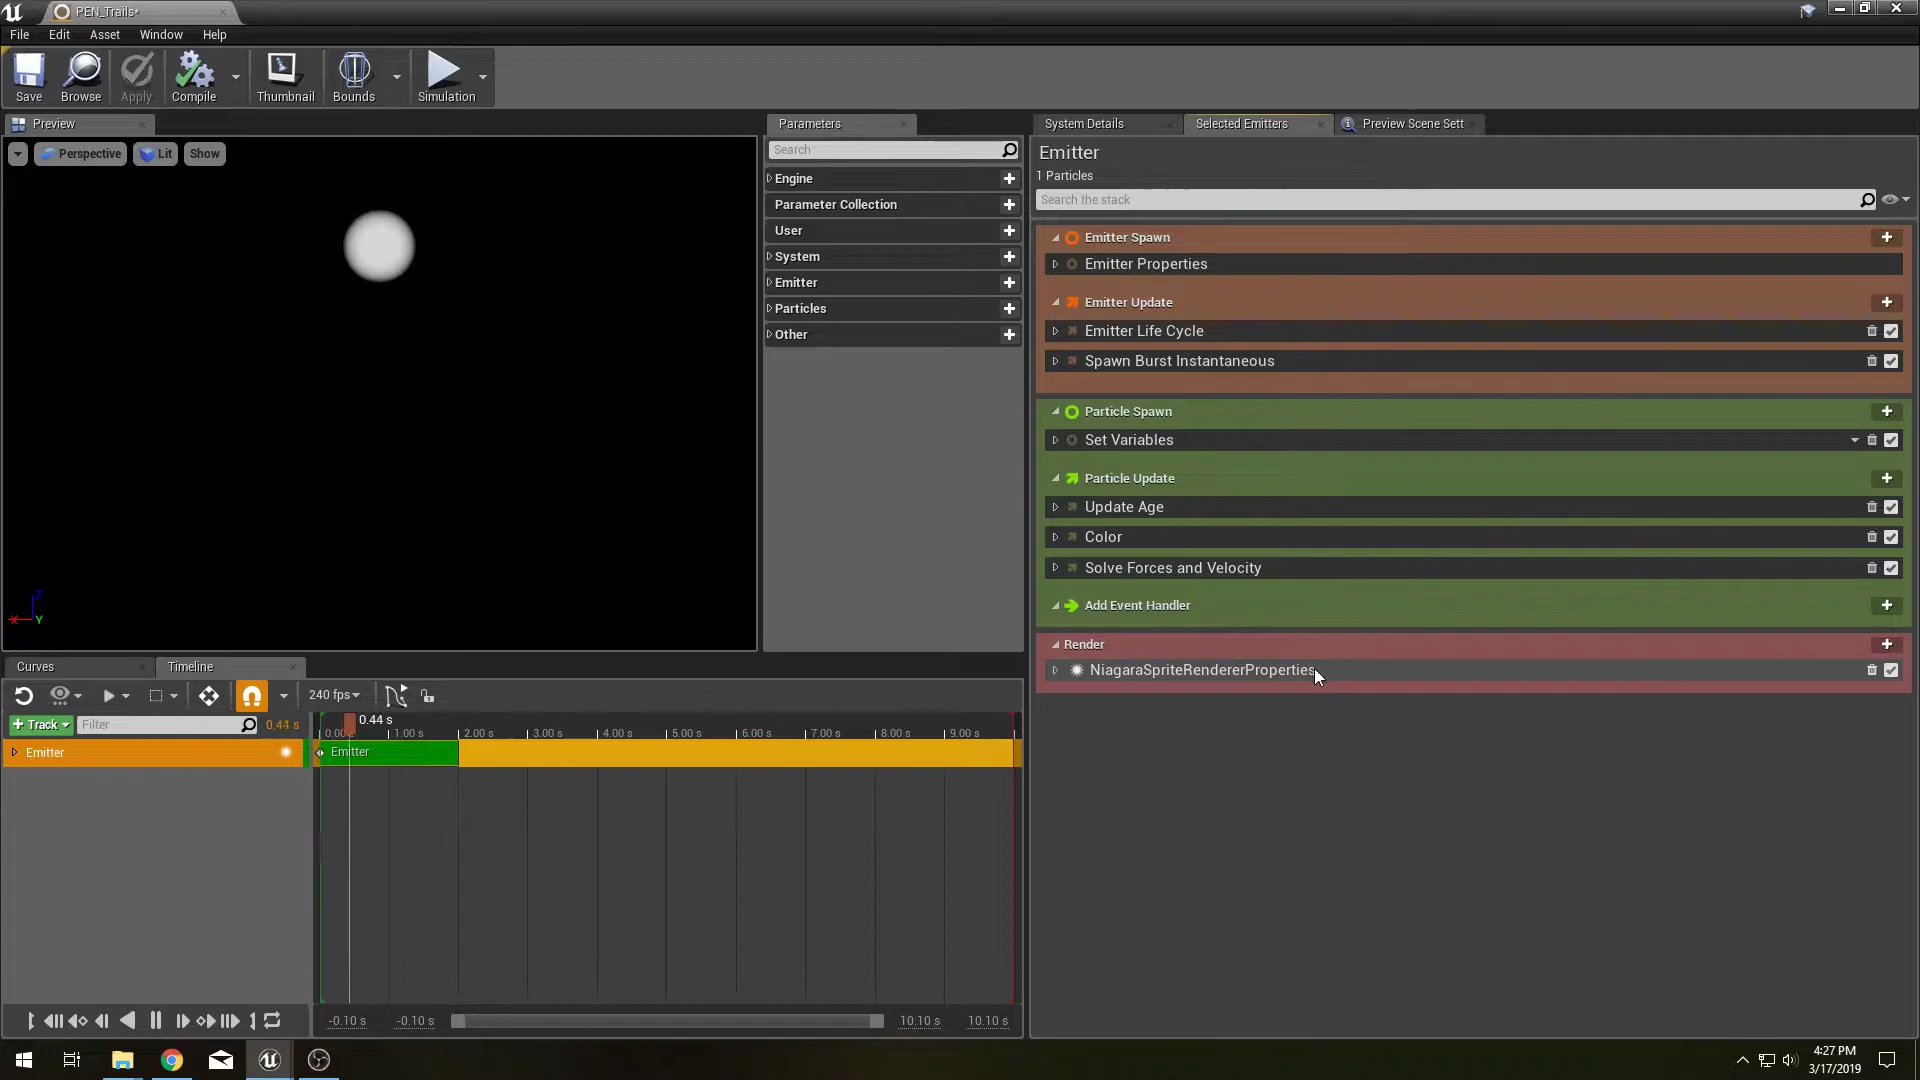 PEN_Trails*
File Edit Asset Window Help
Save Browse Apply Compile Thumbnail Bounds Simulation
Preview
Perspective Lit Show
Z
X Y
Parameters
Search
Engine
Parameter Collection
User
System
Emitter
Particles
Other
System Details Selected Emitters Preview Scene Sett
Emitter
1 Particles
Search the stack
Emitter Spawn
Emitter Properties
Emitter Update
Emitter Life Cycle
Spawn Burst Instantaneous
Particle Spawn
Set Variables
Particle Update
Update Age
Color
Solve Forces and Velocity
Add Event Handler
Render
NiagaraSpriteRendererProperties
Curves Timeline
240 fps
Track Filter 0.44 s
0.44 s
1.00 s 2.00 s 3.00 s 4.00 s 5.00 s 6.00 s 7.00 s 8.00 s 9.00 s
Emitter
Emitter
-0.10 s -0.10 s 10.10 s 10.10 s
4:27 PM
3/17/2019